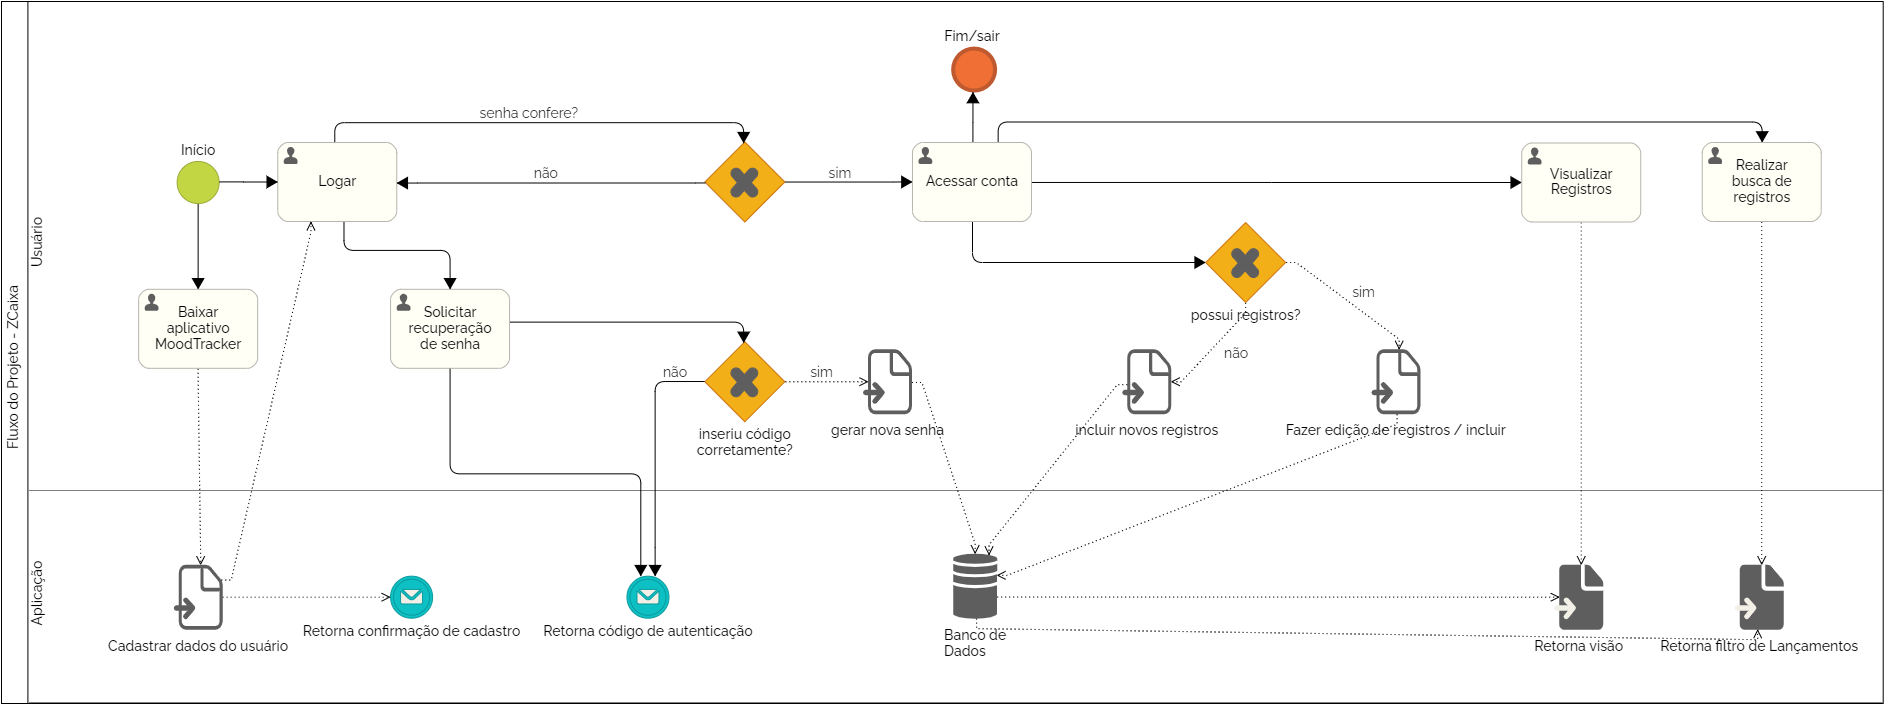 Fluxo do Projeto - ZCaixa
Usuário
Aplicação
Fim/sair
senha confere?
Início
Logar
não
sim
Acessar conta
Visualizar
Registros
Realizar
busca de
registros
Baixar
aplicativo
MoodTracker
Solicitar
recuperação
de senha
possui registros?
sim
não
não
sim
inseriu código
corretamente?
gerar nova senha
incluir novos registros
Fazer edição de registros / incluir
Cadastrar dados do usuário
Retorna confirmação de cadastro
Retorna código de autenticação
Banco de
Dados
Retorna visão
Retorna filtro de Lançamentos